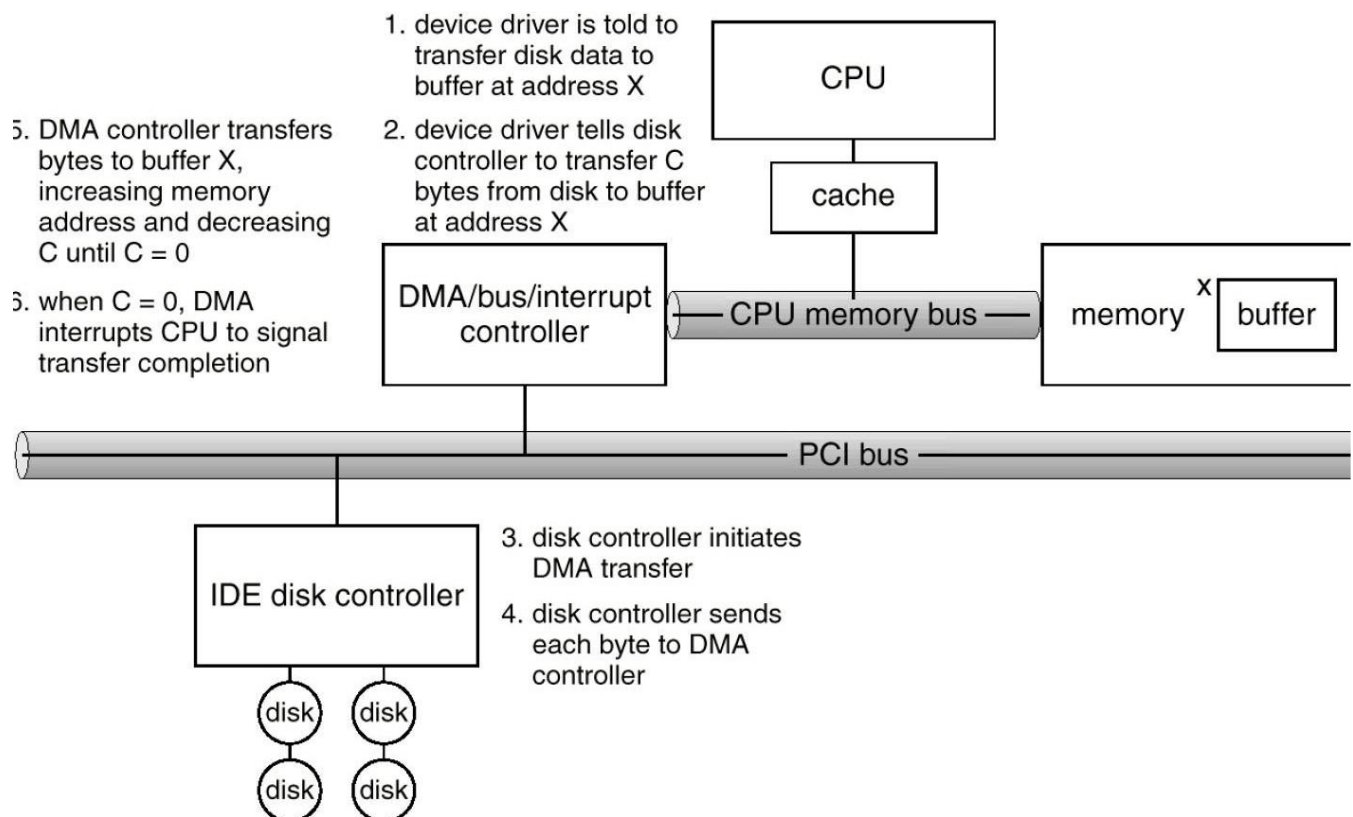 1. device driver is told to
transfer disk data to
buffer at address X
2. device driver tells disk
controller to transfer C
bytes from disk to buffer
at address X
5. DMA controller transfers
bytes to buffer X,
increasing memory
address and decreasing
C until C = 0
6. when C = 0, DMA
interrupts CPU to signal
transfer completion
CPU
cache
DMA/bus/interrupt
controller
CPU memory bus
memory
x
buffer
PCI bus
IDE disk controller
3. disk controller initiates
DMA transfer
4. disk controller sends
each byte to DMA
controller
disk
disk
disk
disk